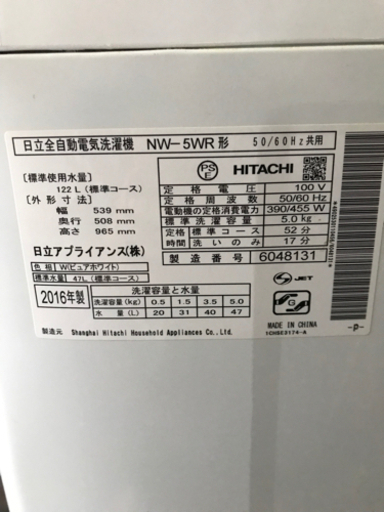 日立全自動電気洗濯機 NW-5WR形 50/60Hz共用
[標準使用水量]
122 L (標準コース)
[外形寸法]
幅 539 mm
奥行 508 mm
高さ 965 mm
日立アプライアンス(株)
色相 W(ピュアホワイト)
標準水量 47L (標準コース)
PS E
HITACHI
定格電圧 100 V
定格周波数 50/60 Hz
電動機の定格消費電力 390/455 W
標準洗濯容量 5.0 kg
標準コース 52分
時間 洗いのみ 17分
製造番号 6048131
2016年製
洗濯容量と水量
洗濯容量(kg) 0.5 1.5 3.5 5.0
水量(L) 20 31 40 47
S JET
G
MADE IN CHINA
製造元 Shanghai Hitachi Household Appliances Co., Ltd.
1CHSC3174-A
-P-